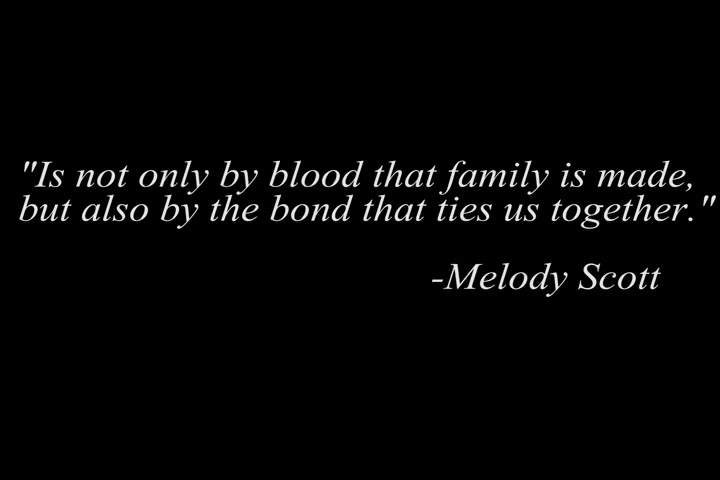 "Is not only by blood that family is made,
but also by the bond that ties us together."
-Melody Scott